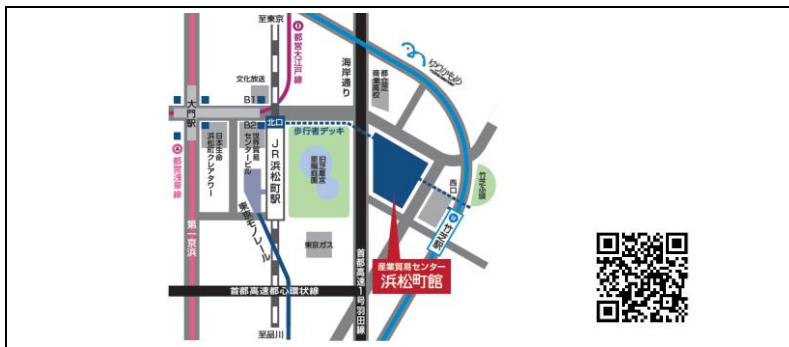 至東京
都営大江戸線
海岸通り
ゆりかもめ
文化放送
都立芝
商業高校
大門駅
B1
B2
北口
歩行者デッキ
都営浅草線
日本生命
浜松町クレアタワー
世界貿易
センタービル
JR浜松町駅
旧芝離宮
恩賜庭園
竹芝埠頭
西口
竹芝駅
東京モノレール
第一京浜
東京ガス
産業貿易センター
浜松町館
首都高速都心環状線
首都高速1号羽田線
至品川